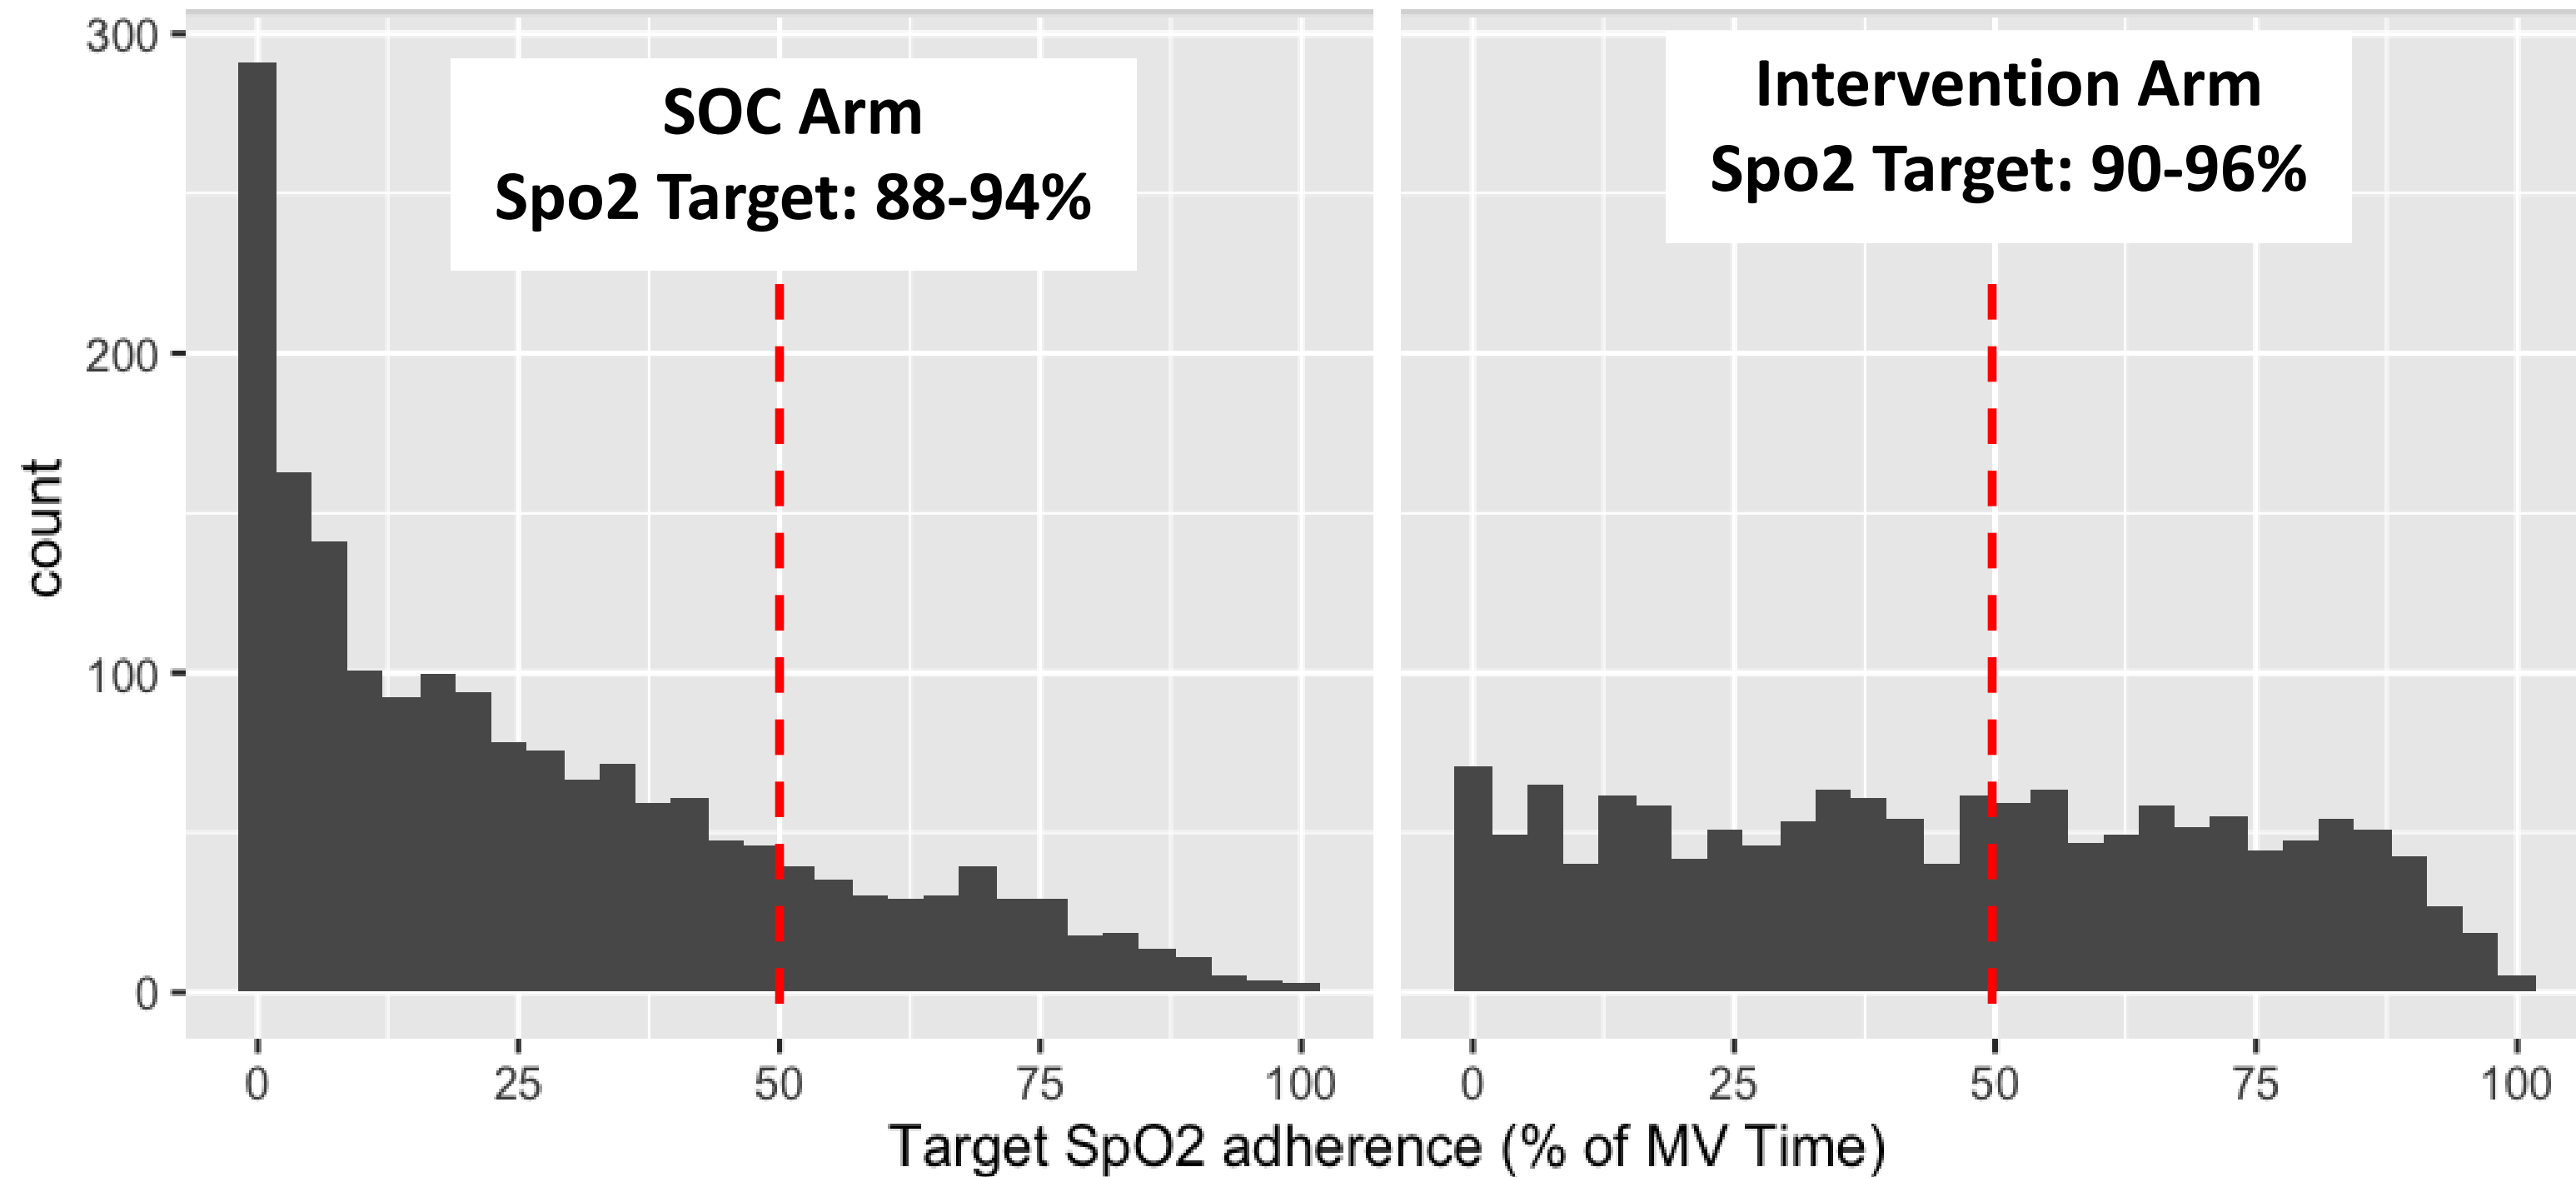 300
200
100
0
count
SOC Arm
Spo2 Target: 88-94%
Intervention Arm
Spo2 Target: 90-96%
0 25 50 75 100
0 25 50 75 100
Target SpO2 adherence (% of MV Time)